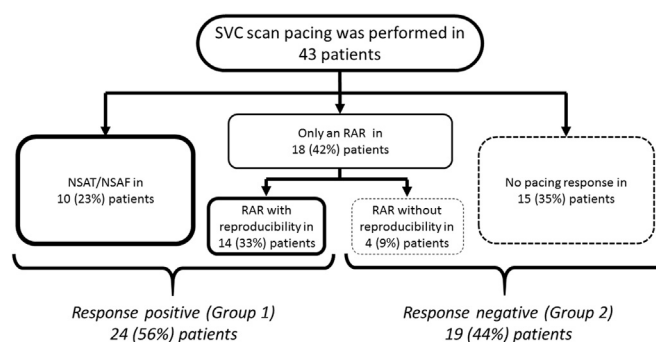 SVC scan pacing was performed in
43 patients
Only an RAR in
18 (42%) patients
NSAT/NSAF in
10 (23%) patients
No pacing response in
15 (35%) patients
RAR with
reproducibility in
14 (33%) patients
RAR without
reproducibility in
4 (9%) patients
Response positive (Group 1)
24 (56%) patients
Response negative (Group 2)
19 (44%) patients